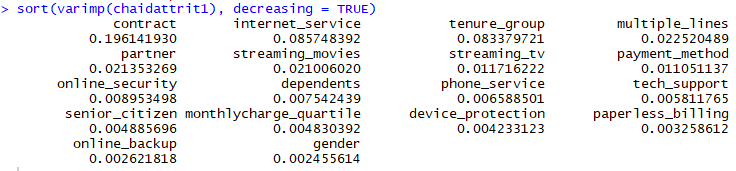 > sort(varimp(chaidattrit1), decreasing = TRUE)
contract internet_service tenure_group multiple_lines
0.196141930 0.085748392 0.083379721 0.022520489
partner streaming_movies streaming_tv payment_method
0.021353269 0.021006020 0.011716222 0.011051137
online_security dependents phone_service tech_support
0.008953498 0.007542439 0.006588501 0.005811765
senior_citizen monthlycharge_quartile device_protection paperless_billing
0.004885696 0.004830392 0.004233123 0.003258612
online_backup gender
0.002621818 0.002455614